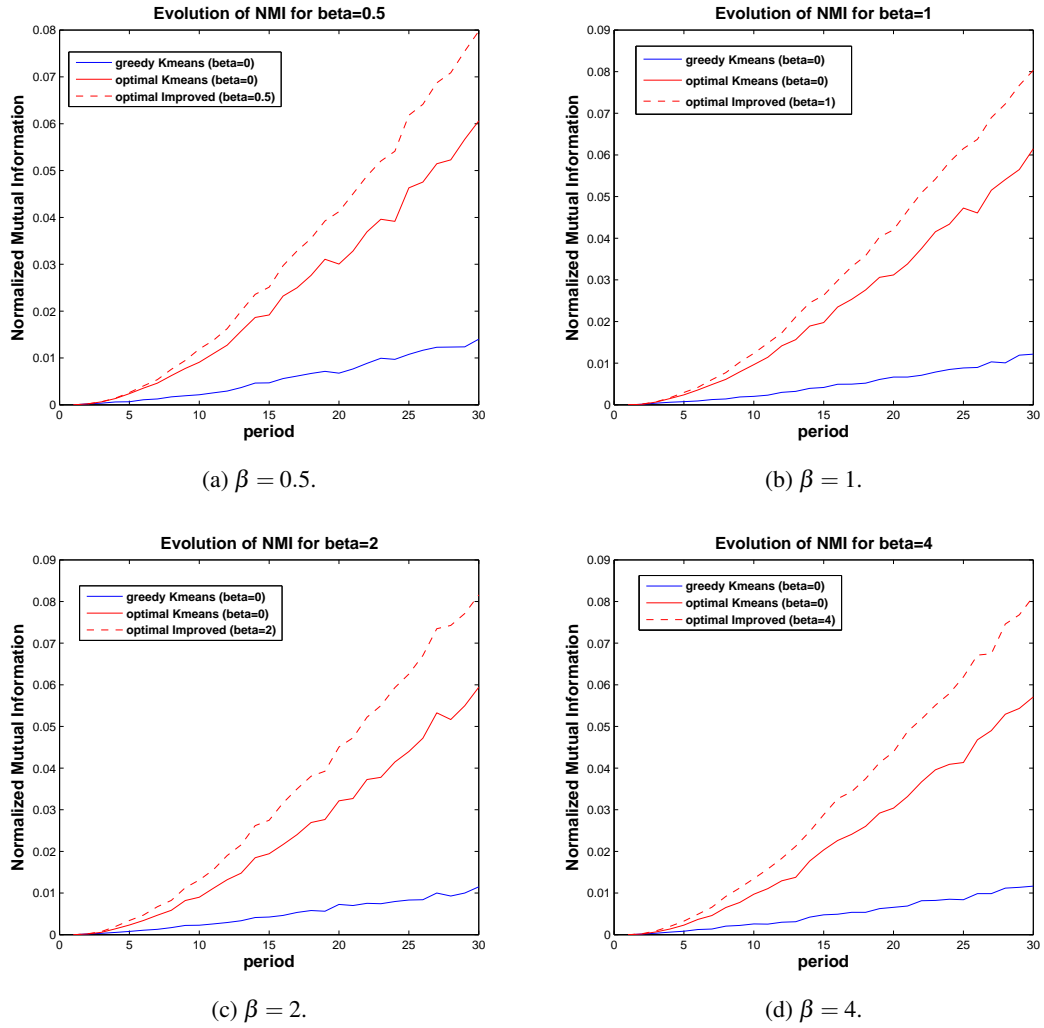 Evolution of NMI for beta=0.5
greedy Kmeans (beta=0)
optimal Kmeans (beta=0)
optimal Improved (beta=0.5)
Normalized Mutual Information
0.08
0.07
0.06
0.05
0.04
0.03
0.02
0.01
0
0 5 10 15 20 25 30
period
(a) β = 0.5.
Evolution of NMI for beta=1
greedy Kmeans (beta=0)
optimal Kmeans (beta=0)
optimal Improved (beta=1)
Normalized Mutual Information
0.09
0.08
0.07
0.06
0.05
0.04
0.03
0.02
0.01
0
0 5 10 15 20 25 30
period
(b) β = 1.
Evolution of NMI for beta=2
greedy Kmeans (beta=0)
optimal Kmeans (beta=0)
optimal Improved (beta=2)
Normalized Mutual Information
0.09
0.08
0.07
0.06
0.05
0.04
0.03
0.02
0.01
0
0 5 10 15 20 25 30
period
(c) β = 2.
Evolution of NMI for beta=4
greedy Kmeans (beta=0)
optimal Kmeans (beta=0)
optimal Improved (beta=4)
Normalized Mutual Information
0.09
0.08
0.07
0.06
0.05
0.04
0.03
0.02
0.01
0
0 5 10 15 20 25 30
period
(d) β = 4.